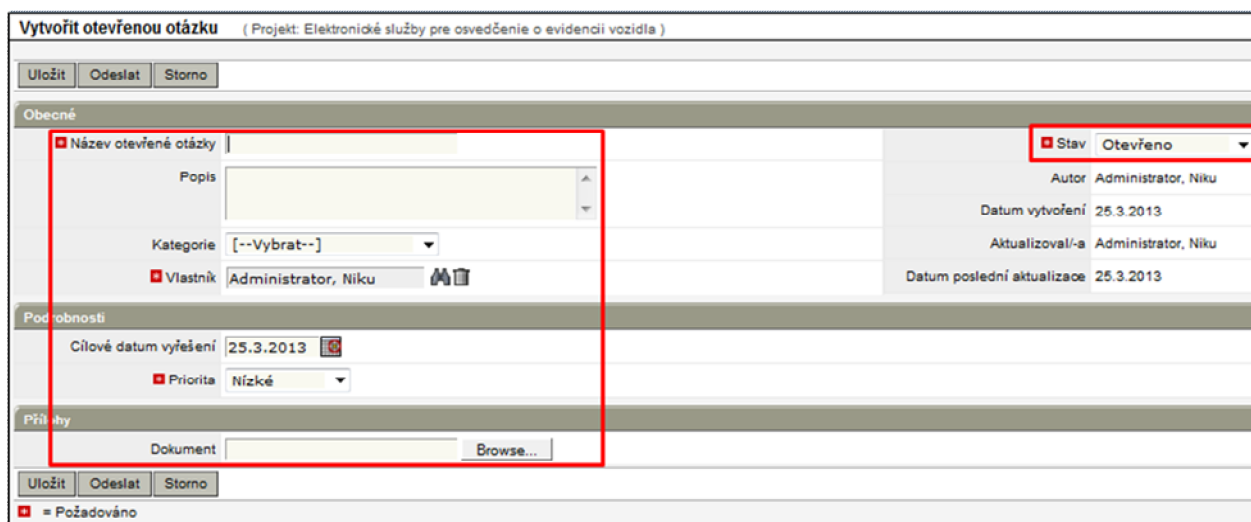 Vytvořit otevřenou otázku ( Projekt: Elektronické služby pre osvedčenie o evidencii vozidla )
Uložit Odeslat Storno
Obecné
Název otevřené otázky
Stav Otevřeno
Popis
Autor Administrator, Niku
Datum vytvoření 25.3.2013
Kategorie [--Vybrat--]
Aktualizoval/-a Administrator, Niku
Vlastník Administrator, Niku
Datum poslední aktualizace 25.3.2013
Podrobnosti
Cílové datum vyřešení 25.3.2013
Priorita Nízké
Přílohy
Dokument Browse...
Uložit Odeslat Storno
= Požadováno